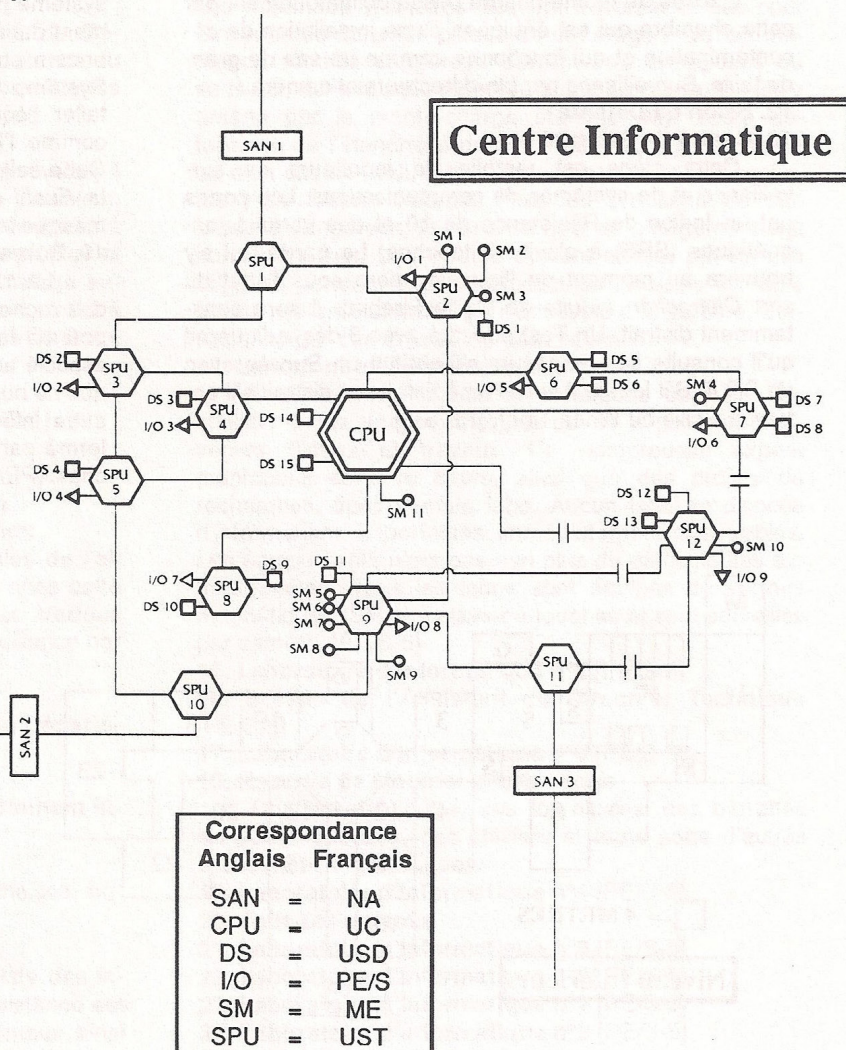 SAN 1
Centre Informatique
SPU 1
SM 1
SM 2
I/O 1
SPU 2
SM 3
DS 1
DS 2
SPU 3
I/O 2
DS 3
SPU 4
I/O 3
DS 4
SPU 5
I/O 4
DS 14
CPU
DS 15
SM 11
SPU 6
DS 5
I/O 5
DS 6
SM 4
SPU 7
DS 7
I/O 6
DS 8
DS 12
DS 13
SPU 12
SM 10
I/O 9
I/O 7
SPU 8
DS 9
DS 10
DS 11
SM 5
SM 6
SM 7
SPU 9
I/O 8
SM 8
SM 9
SPU 10
SPU 11
SAN 2
SAN 3
Correspondance
Anglais Français
SAN = NA
CPU = UC
DS = USD
I/O = PE/S
SM = ME
SPU = UST